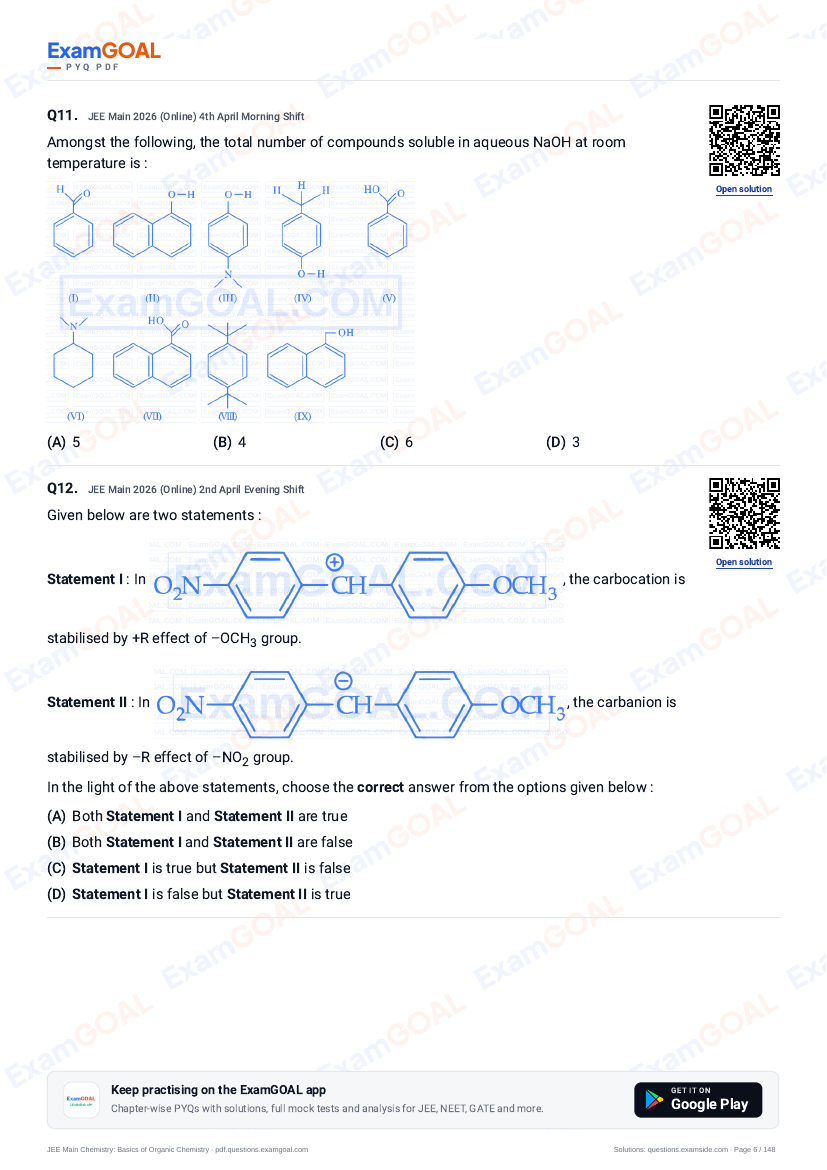 ExamGOAL
PYQ PDF
Q11. JEE Main 2026 (Online) 4th April Morning Shift
Amongst the following, the total number of compounds soluble in aqueous NaOH at room
temperature is :
Open solution
H O
O−H
O−H
H H H
HO O
N
O−H
(I) (II) (III) (IV) (V)
ExamGOAL.COM
N
HO O
OH
(VI) (VII) (VIII) (IX)
(A) 5 (B) 4 (C) 6 (D) 3
Q12. JEE Main 2026 (Online) 2nd April Evening Shift
Given below are two statements :
Open solution
Statement I : In O₂N CH ⊕ OCH₃ , the carbocation is
stabilised by +R effect of −OCH₃ group.
Statement II : In O₂N CH ⊖ OCH₃ , the carbanion is
stabilised by −R effect of −NO₂ group.
In the light of the above statements, choose the correct answer from the options given below :
(A) Both Statement I and Statement II are true
(B) Both Statement I and Statement II are false
(C) Statement I is true but Statement II is false
(D) Statement I is false but Statement II is true
ExamGOAL
Keep practising on the ExamGOAL app
Chapter-wise PYQs with solutions, full mock tests and analysis for JEE, NEET, GATE and more.
GET IT ON
Google Play
JEE Main Chemistry: Basics of Organic Chemistry · pdf.questions.examgoal.com
Solutions: questions.examside.com · Page 6 / 148